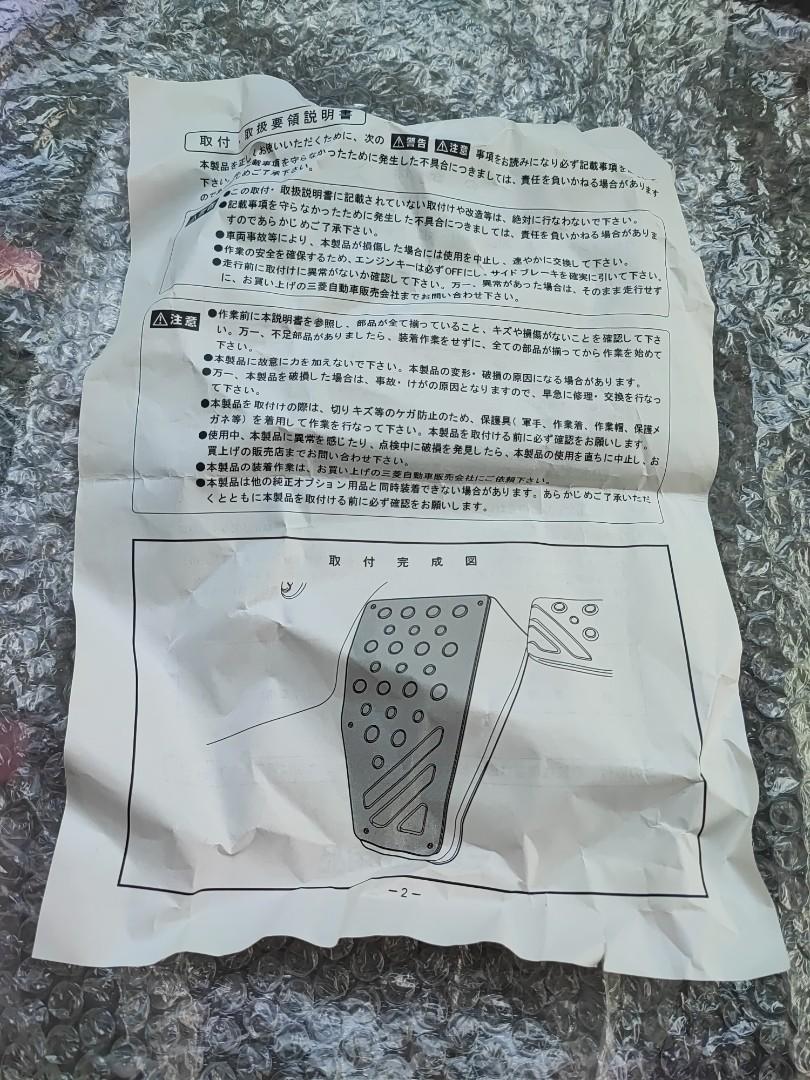 取付・取扱要領説明書
本製品を正しくお使いいただくために、次の ⚠警告 ⚠注意 事項をお読みになり必ず記載事項を
下さい。記載事項を守らなかったために発生した不具合につきましては、責任を負いかねる場合があります
のであらかじめご了承下さい。
●この取付・取扱説明書に記載されていない取付けや改造等は、絶対に行なわないで下さい。
●記載事項を守らなかったために発生した不具合につきましては、責任を負いかねる場合がありま
すのであらかじめご了承下さい。
●車両事故等により、本製品が損傷した場合には使用を中止し、速やかに交換して下さい。
●作業の安全を確保するため、エンジンキーは必ずOFFにし、サイドブレーキを確実に引いて下さい。
●走行前に取付けに異常がないか確認して下さい。万一、異常があった場合は、そのまま走行せず
に、お買い上げの三菱自動車販売会社までお問い合わせ下さい。
⚠注意
●作業前に本説明書を参照し、部品が全て揃っていること、キズや損傷がないことを確認して下さ
い。万一、不足部品がありましたら、装着作業をせずに、全ての部品が揃ってから作業を始めて
下さい。
●本製品に故意に力を加えないで下さい。本製品の変形・破損の原因になる場合があります。
●万一、本製品を破損した場合は、事故・けがの原因となりますので、早急に修理・交換を行なっ
て下さい。
●本製品を取付けの際は、切りキズ等のケガ防止のため、保護具(軍手、作業着、作業帽、保護メ
ガネ等)を着用して作業を行なって下さい。本製品を取付ける前に必ず確認をお願いします。
●使用中、本製品に異常を感じたり、点検中に破損を発見したら、本製品の使用を直ちに中止し、お
買上げの販売店までお問い合わせ下さい。
●本製品の装着作業は、お買い上げの三菱自動車販売会社にご依頼下さい。
●本製品は他の純正オプション用品と同時装着できない場合があります。あらかじめご了承いただ
くとともに本製品を取付ける前に必ず確認をお願いします。
取付完成図
－2－